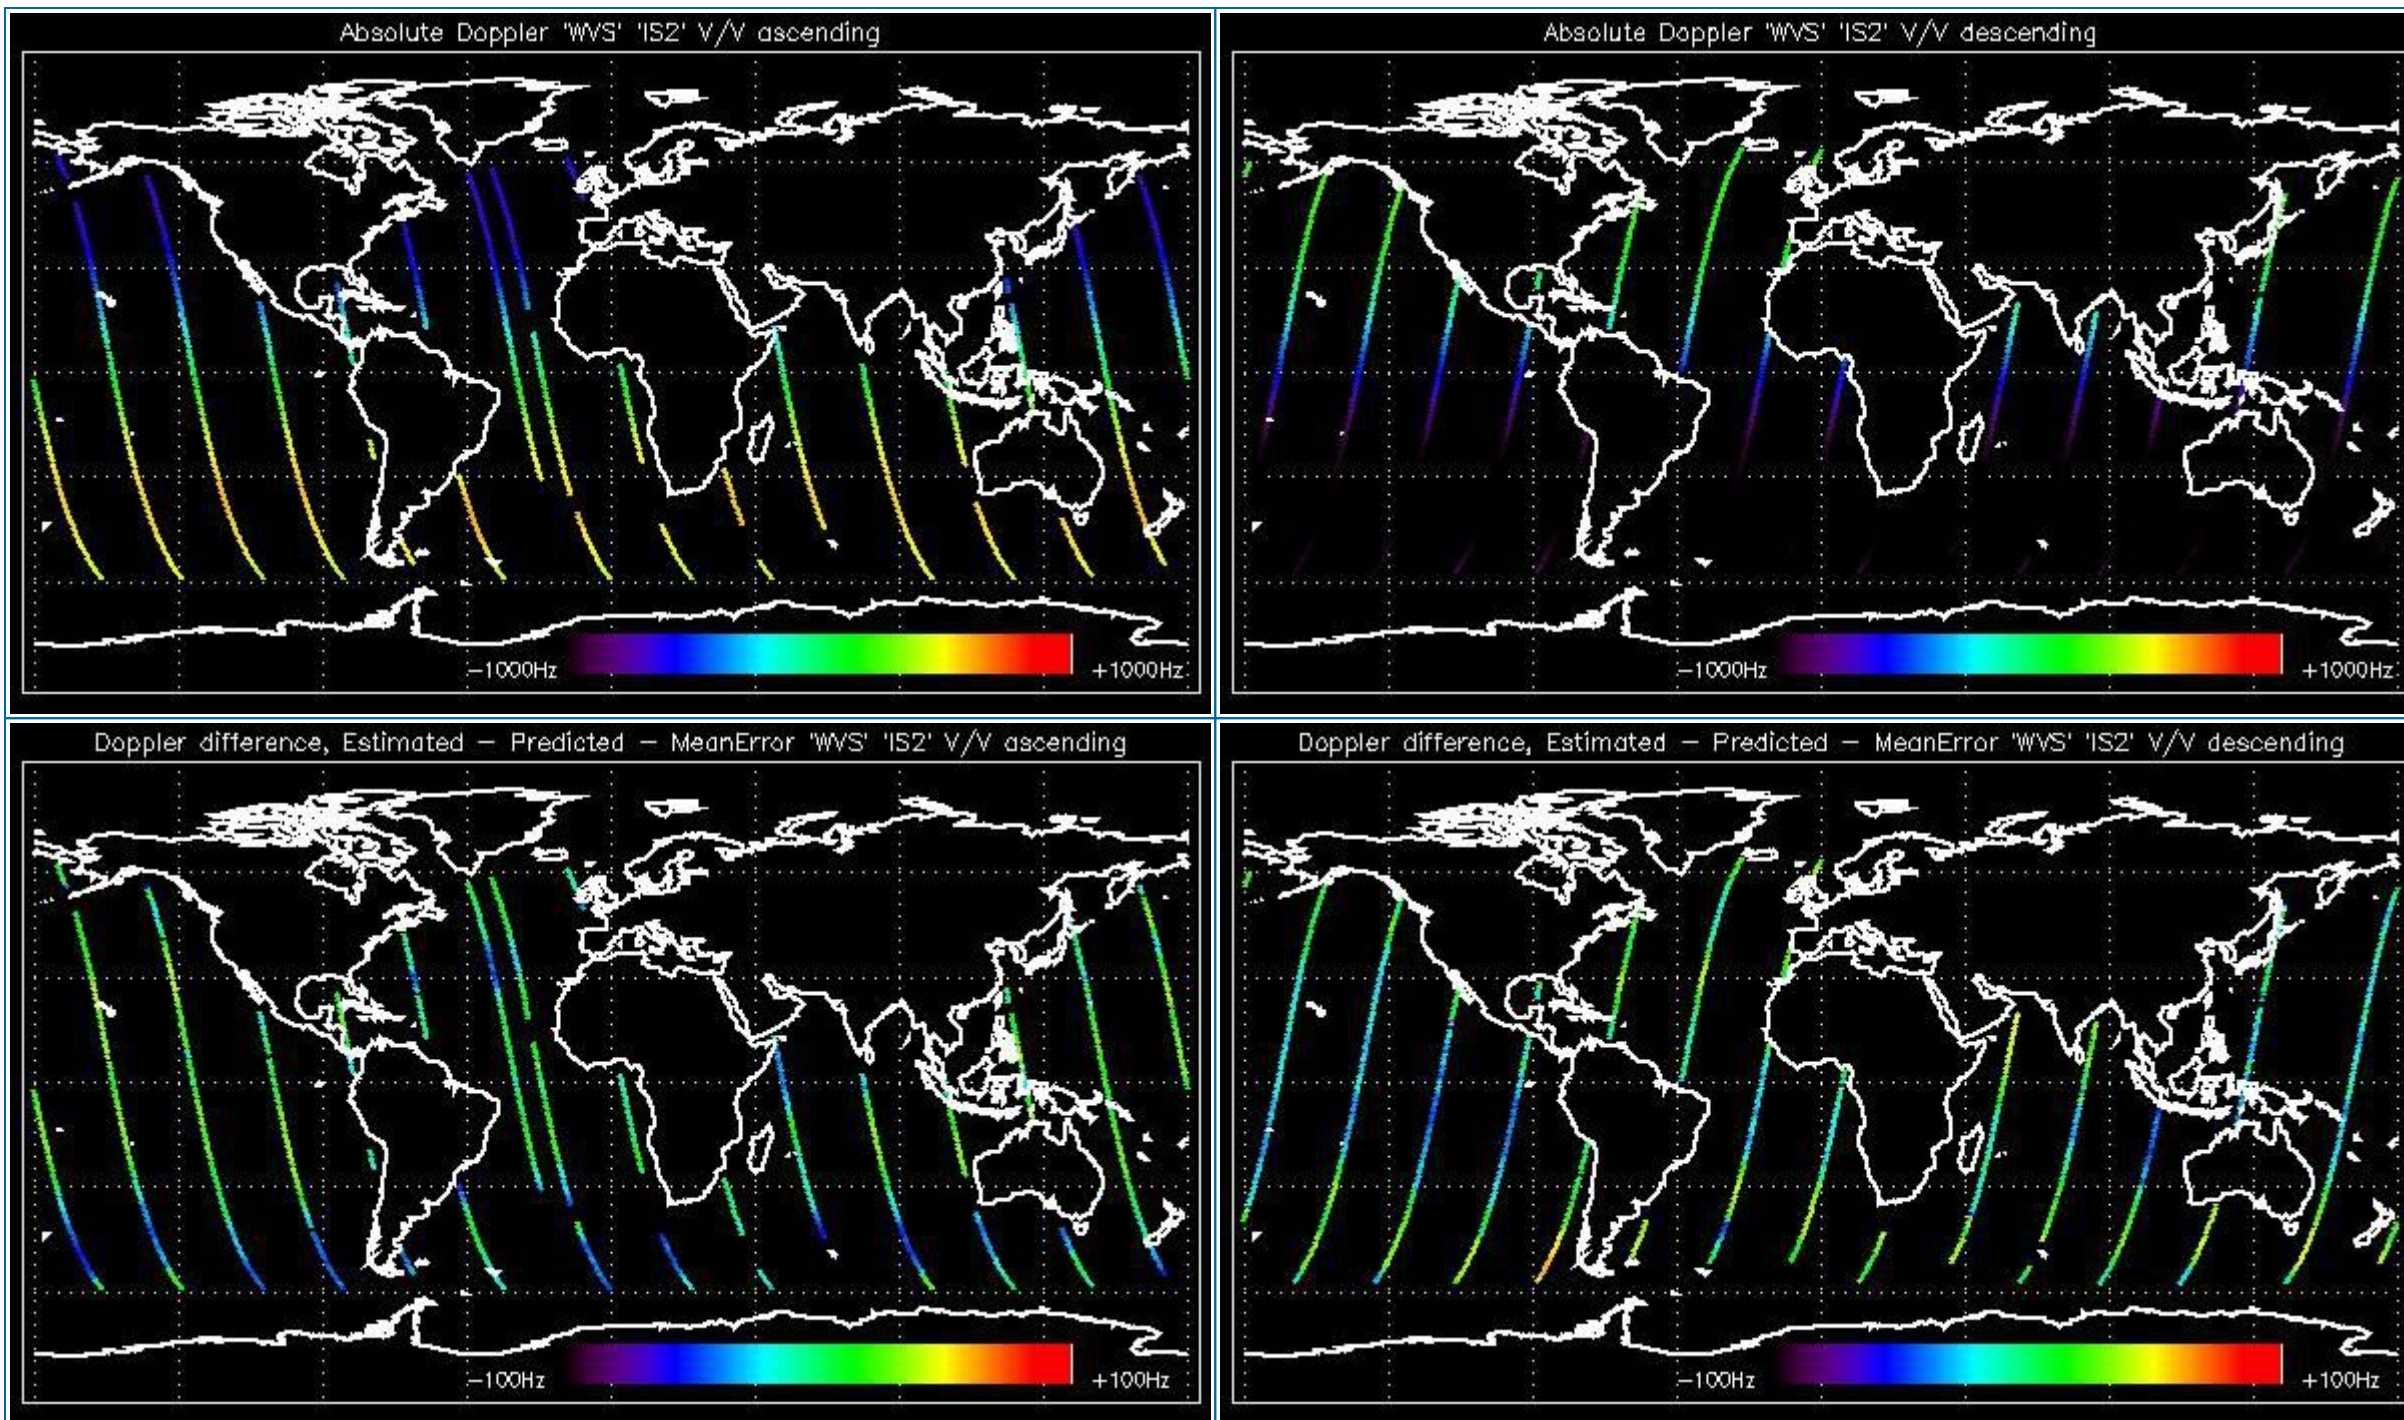 Absolute Doppler 'WVS' 'IS2' V/V ascending
-1000Hz
+1000Hz
Absolute Doppler 'WVS' 'IS2' V/V descending
-1000Hz
+1000Hz
Doppler difference, Estimated - Predicted - MeanError 'WVS' 'IS2' V/V ascending
-100Hz
+100Hz
Doppler difference, Estimated - Predicted - MeanError 'WVS' 'IS2' V/V descending
-100Hz
+100Hz